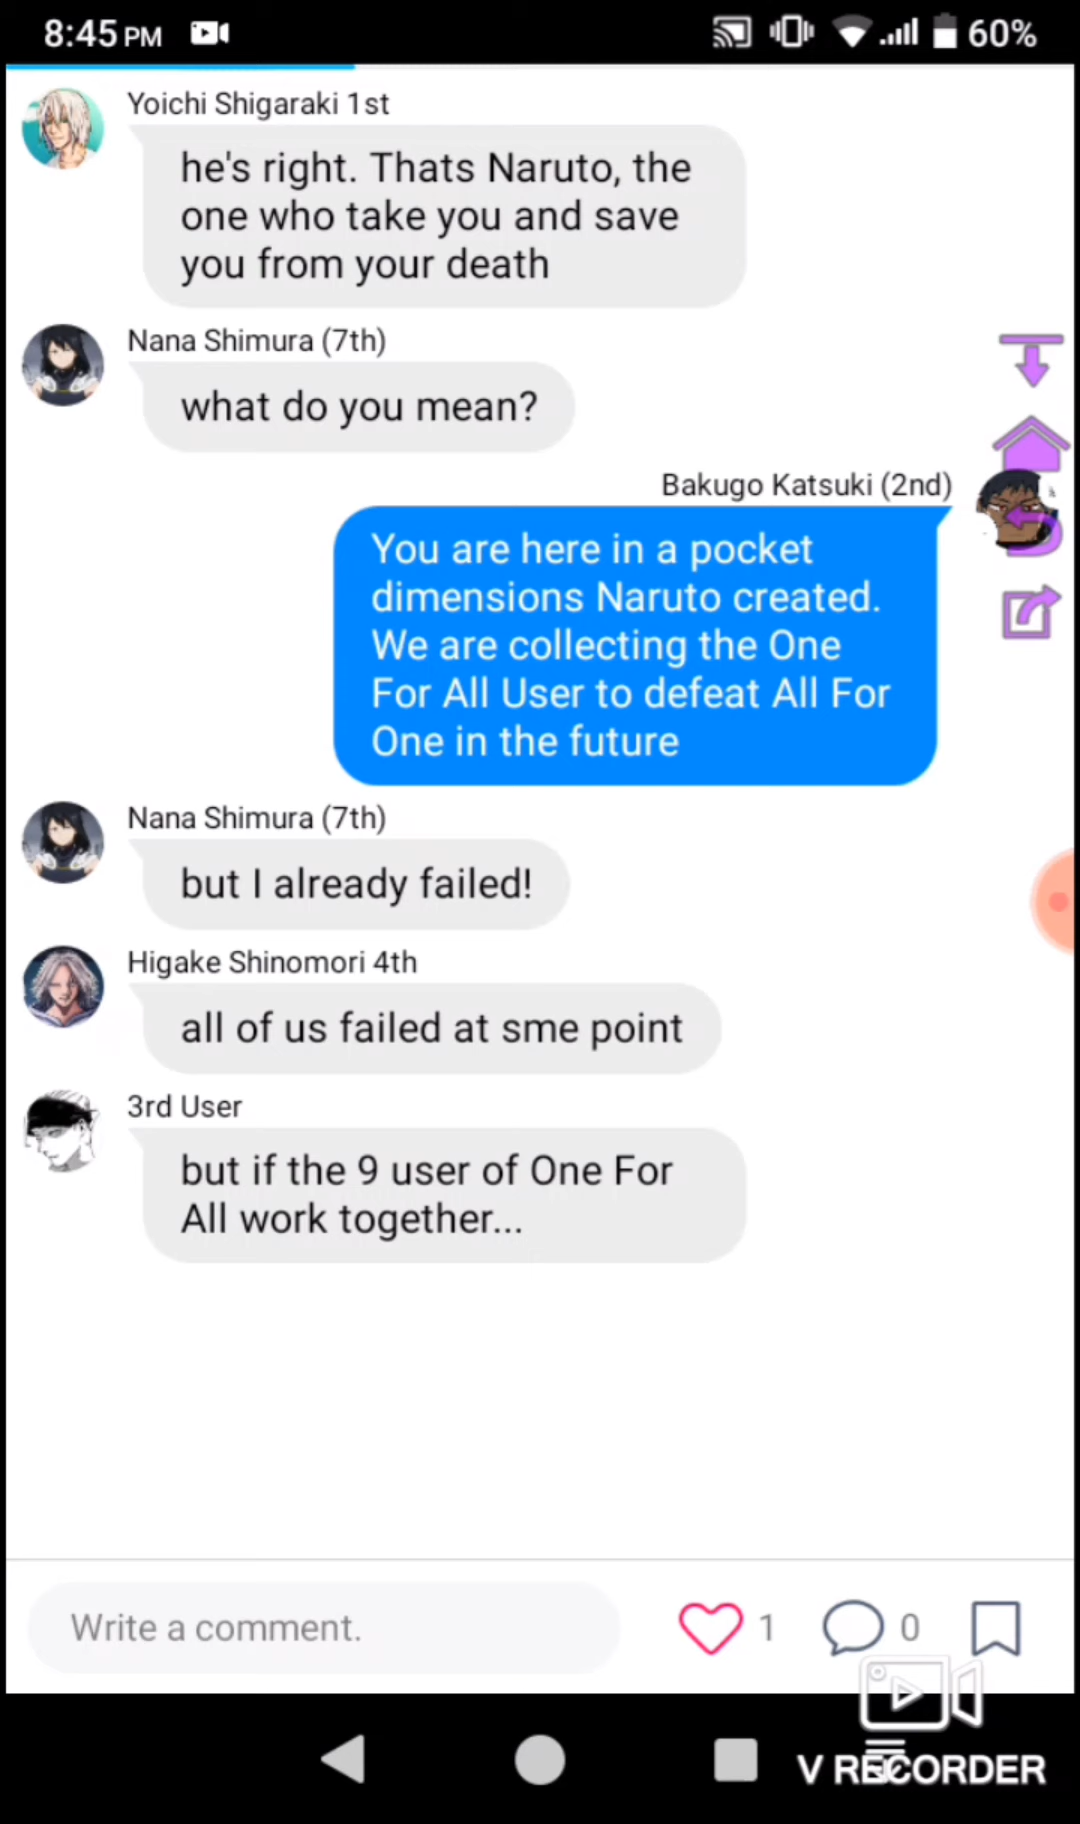 8:45 PM
60%
Yoichi Shigaraki 1st
he's right. Thats Naruto, the
one who take you and save
you from your death
Nana Shimura (7th)
what do you mean?
Bakugo Katsuki (2nd)
You are here in a pocket
dimensions Naruto created.
We are collecting the One
For All User to defeat All For
One in the future
Nana Shimura (7th)
but I already failed!
Higake Shinomori 4th
all of us failed at sme point
3rd User
but if the 9 user of One For
All work together...
Write a comment.
1
0
V RECORDER